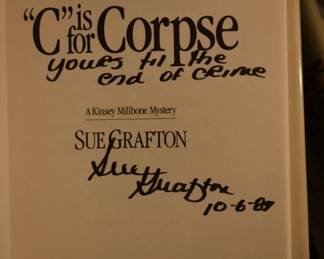 "C" is for Corpse
yours til the
end of crime
A Kinsey Millhone Mystery
SUE GRAFTON
Sue Grafton
10-6-87